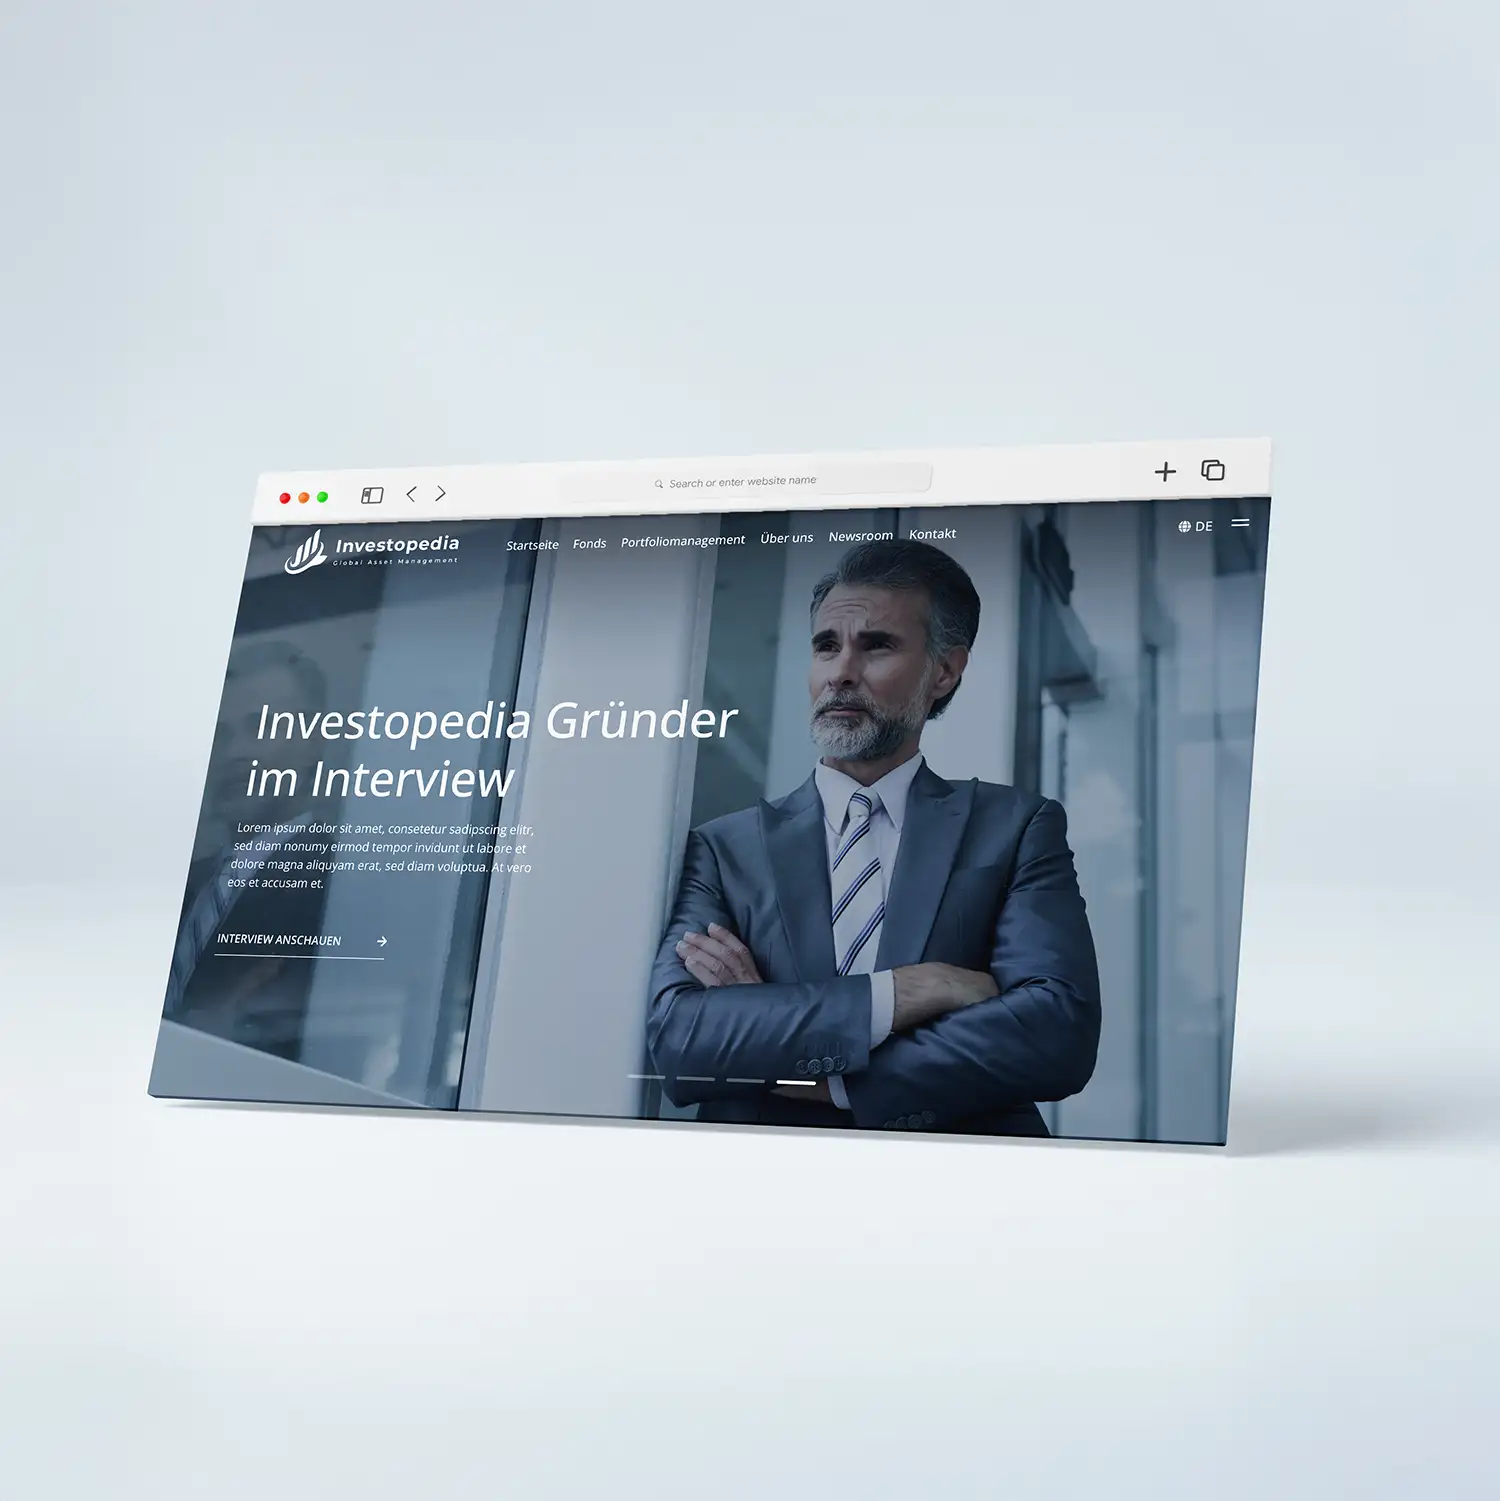 Search or enter website name
Investopedia
Global Asset Management
Startseite Fonds Portfoliomanagement Über uns Newsroom Kontakt
DE
Investopedia Gründer
im Interview
Lorem ipsum dolor sit amet, consetetur sadipscing elitr,
sed diam nonumy eirmod tempor invidunt ut labore et
dolore magna aliquyam erat, sed diam voluptua. At vero
eos et accusam et.
INTERVIEW ANSCHAUEN